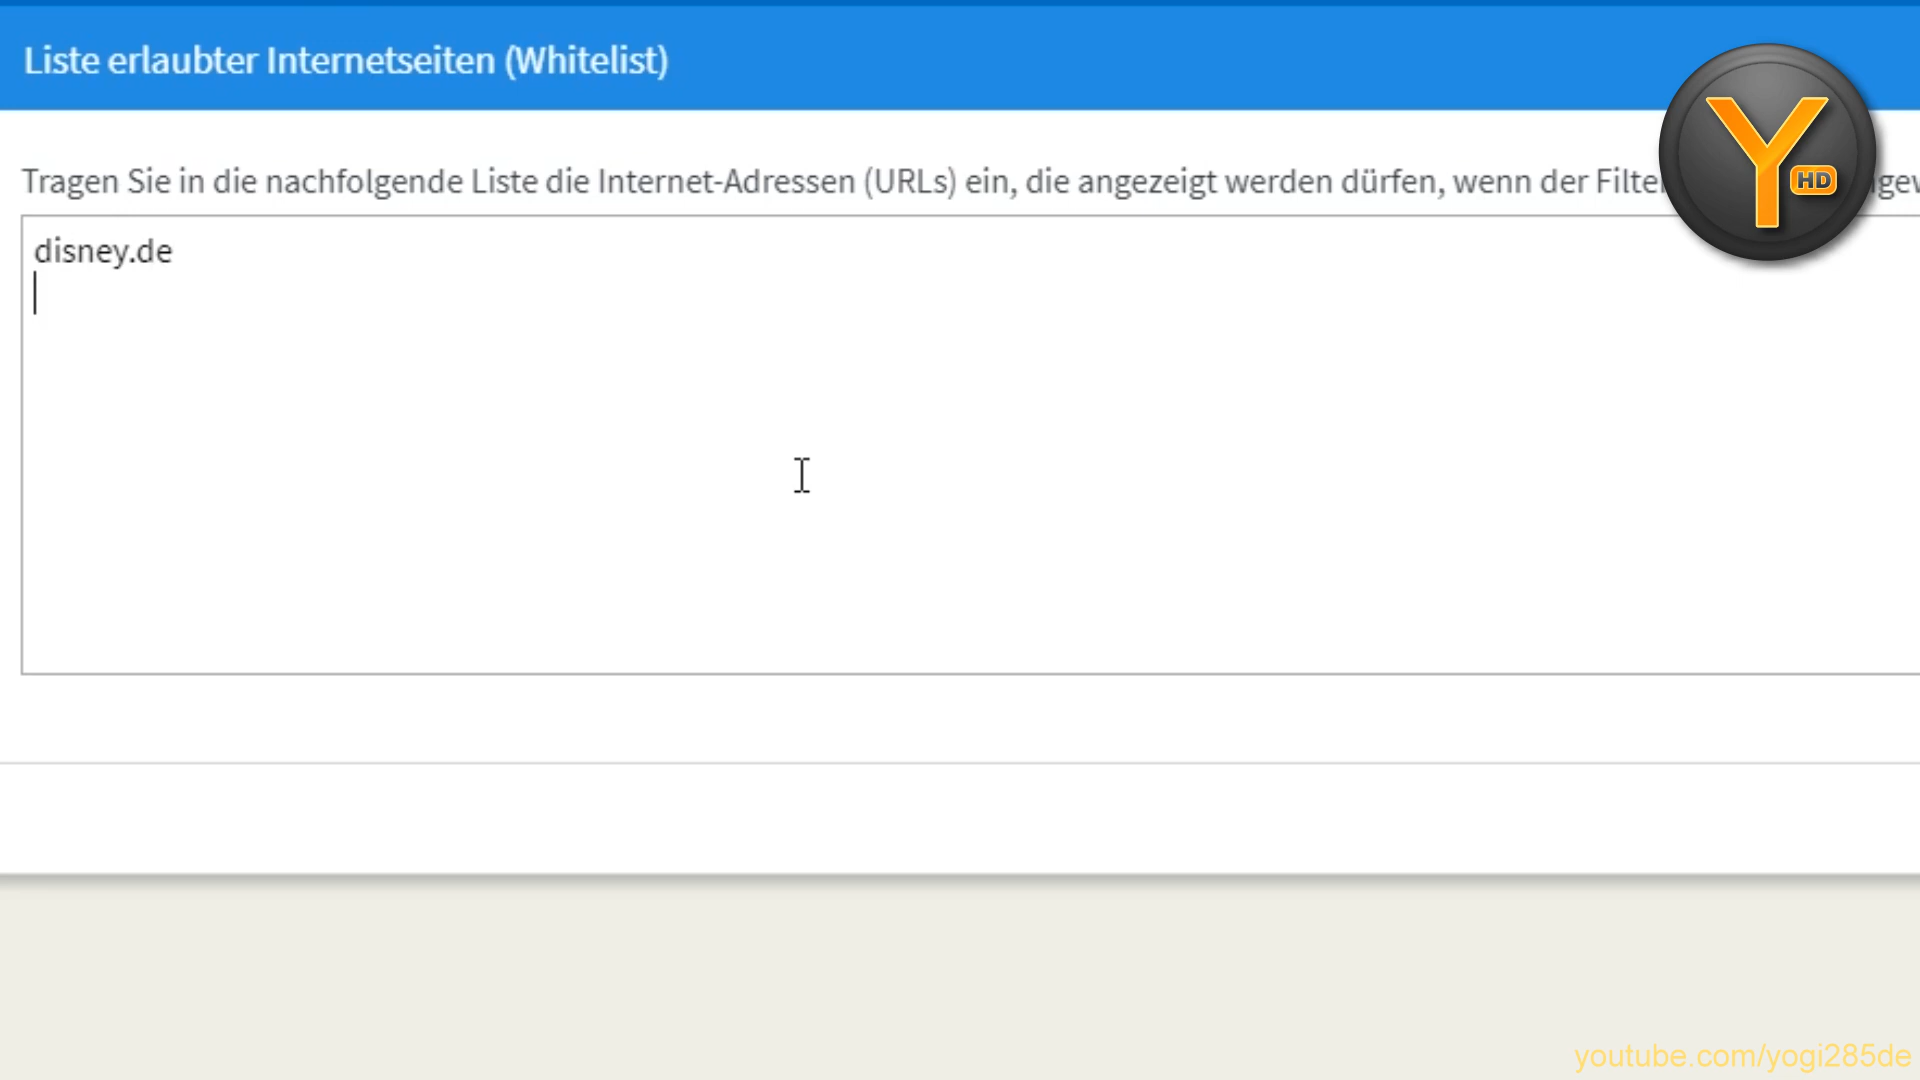 Liste erlaubter Internetseiten (Whitelist)
Tragen Sie in die nachfolgende Liste die Internet-Adressen (URLs) ein, die angezeigt werden dürfen, wenn der
disney.de
Y HD
youtube.com/yogi285de